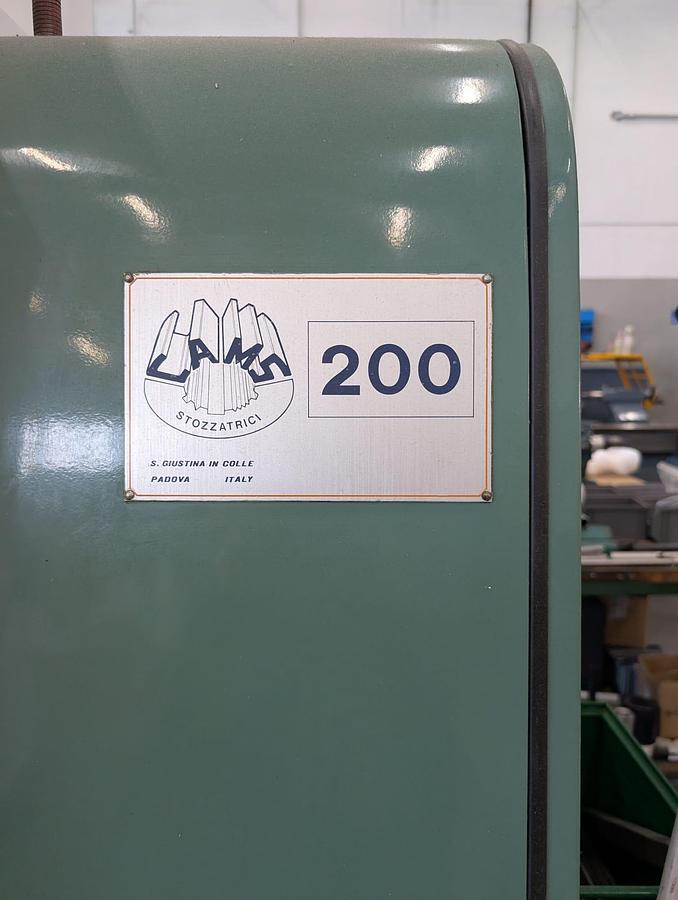 CAMS
STOZZATRICI
200
S. GIUSTINA IN COLLE
PADOVA ITALY